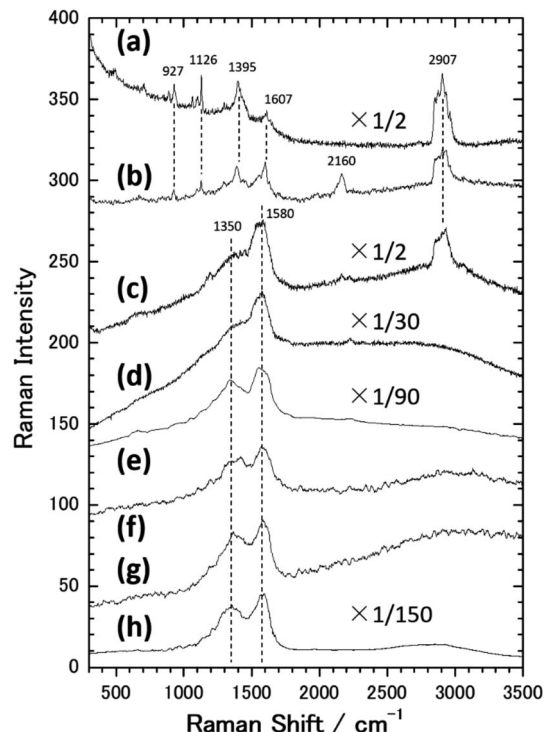 (a)
927
1126
1395
1607
2907
× 1/2
(b)
2160
1350
1580
× 1/2
(c)
× 1/30
(d)
× 1/90
(e)
(f)
(g)
× 1/150
(h)
400
350
300
250
200
150
100
50
0
Raman Intensity
500
1000
1500
2000
2500
3000
3500
Raman Shift / cm⁻¹